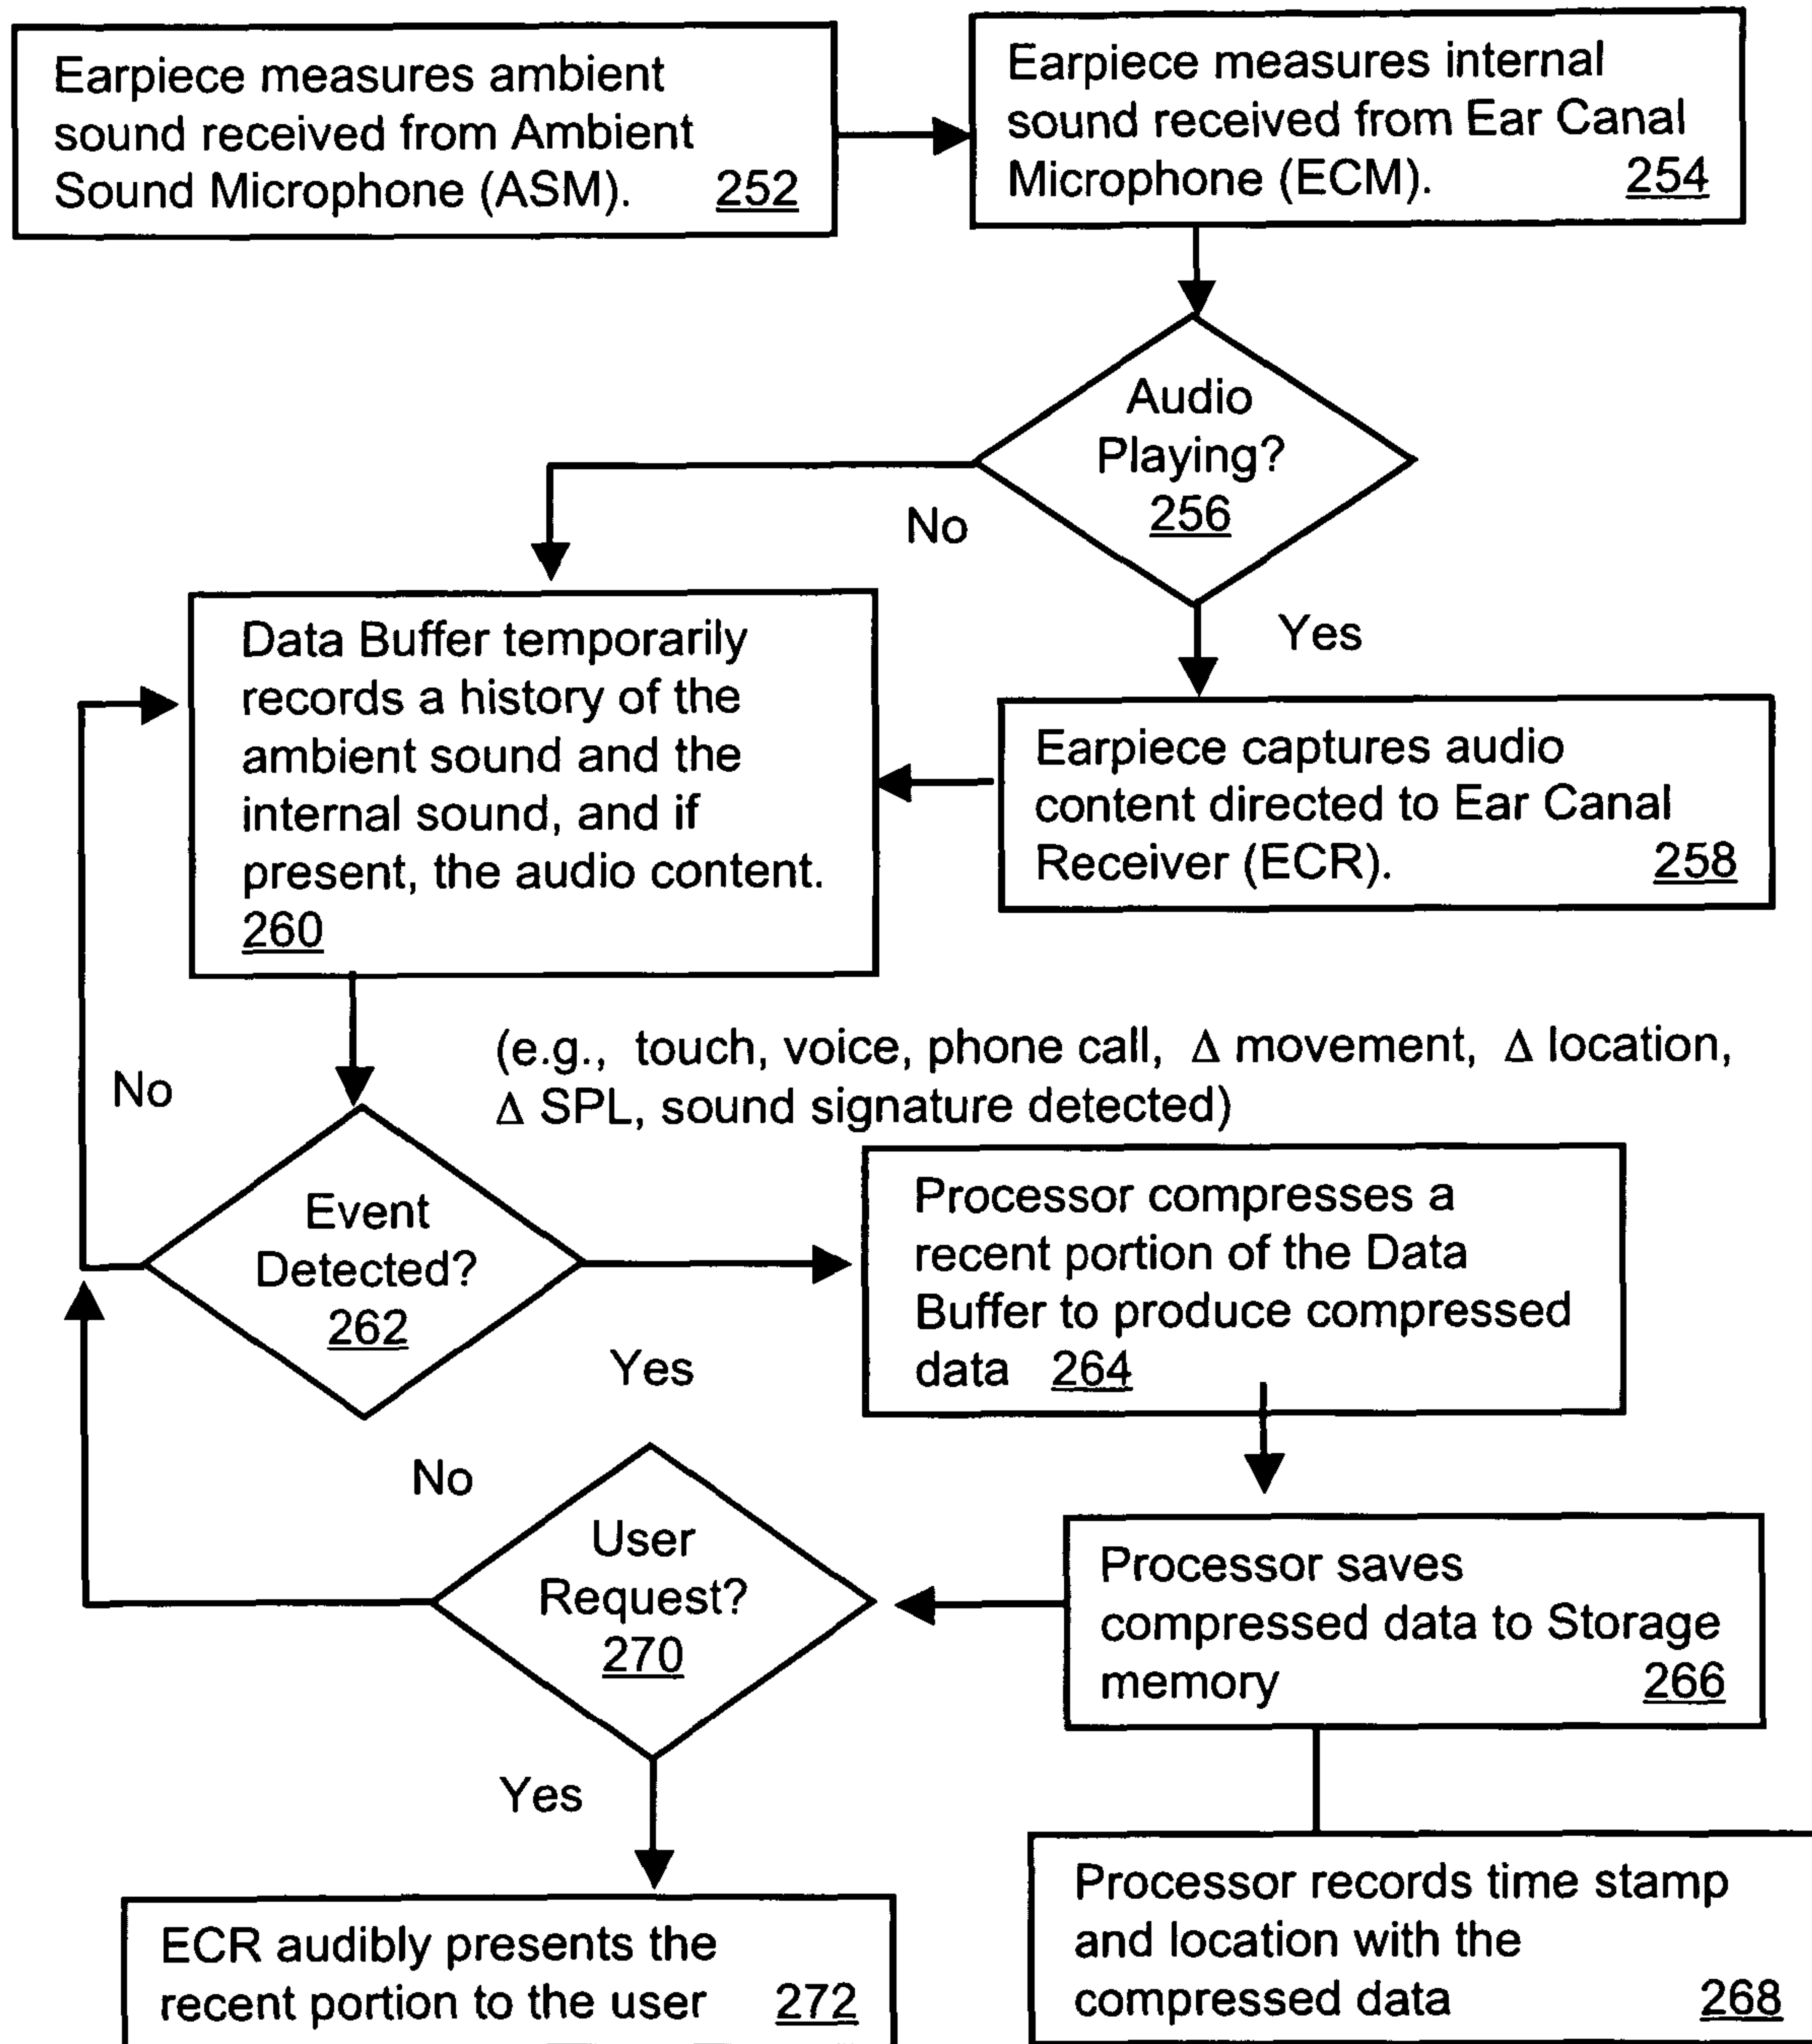 Earpiece measures ambient
sound received from Ambient
Sound Microphone (ASM). 252
Earpiece measures internal
sound received from Ear Canal
Microphone (ECM). 254
Audio
Playing?
256
No
Yes
Data Buffer temporarily
records a history of the
ambient sound and the
internal sound, and if
present, the audio content.
260
Earpiece captures audio
content directed to Ear Canal
Receiver (ECR). 258
(e.g., touch, voice, phone call, Δ movement, Δ location,
Δ SPL, sound signature detected)
No
Event
Detected?
262
Yes
Processor compresses a
recent portion of the Data
Buffer to produce compressed
data 264
No
User
Request?
270
Processor saves
compressed data to Storage
memory 266
Yes
ECR audibly presents the
recent portion to the user 272
Processor records time stamp
and location with the
compressed data 268